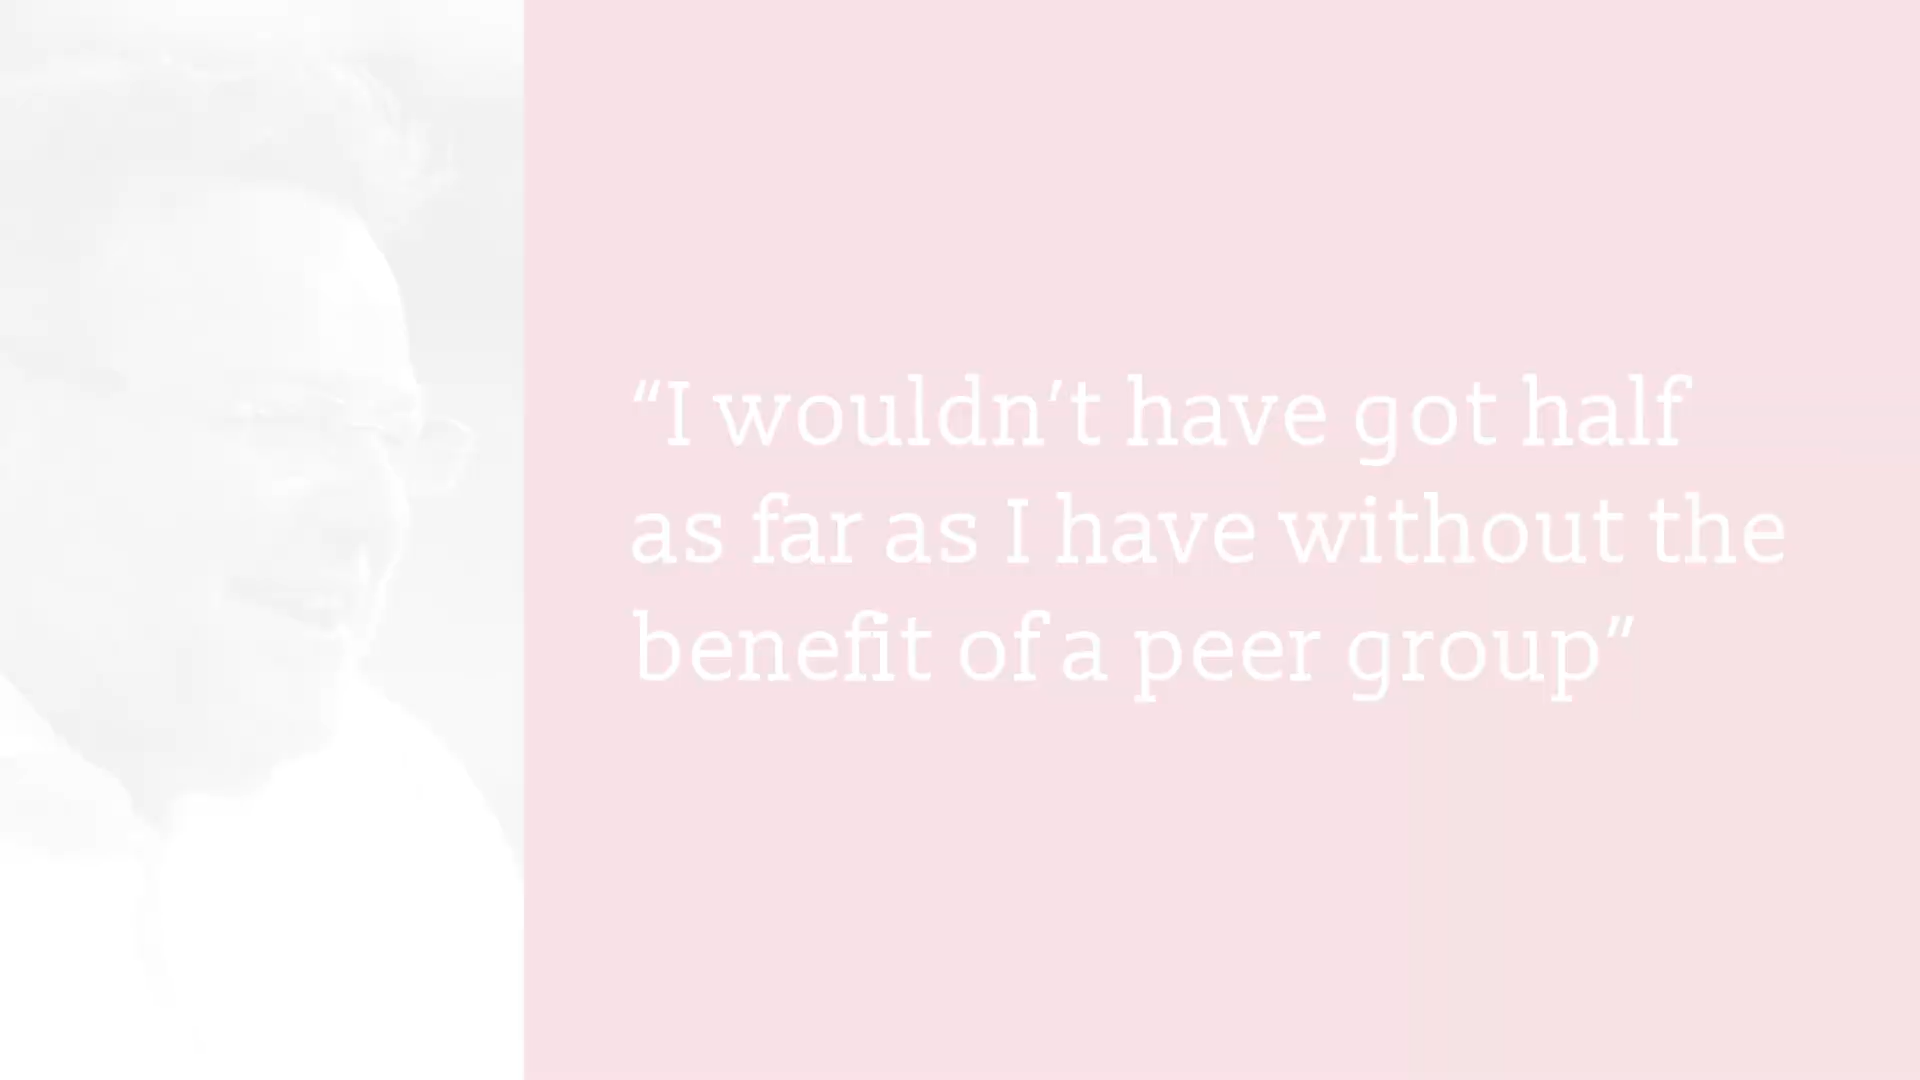 “I wouldn’t have got half
as far as I have without the
benefit of a peer group”